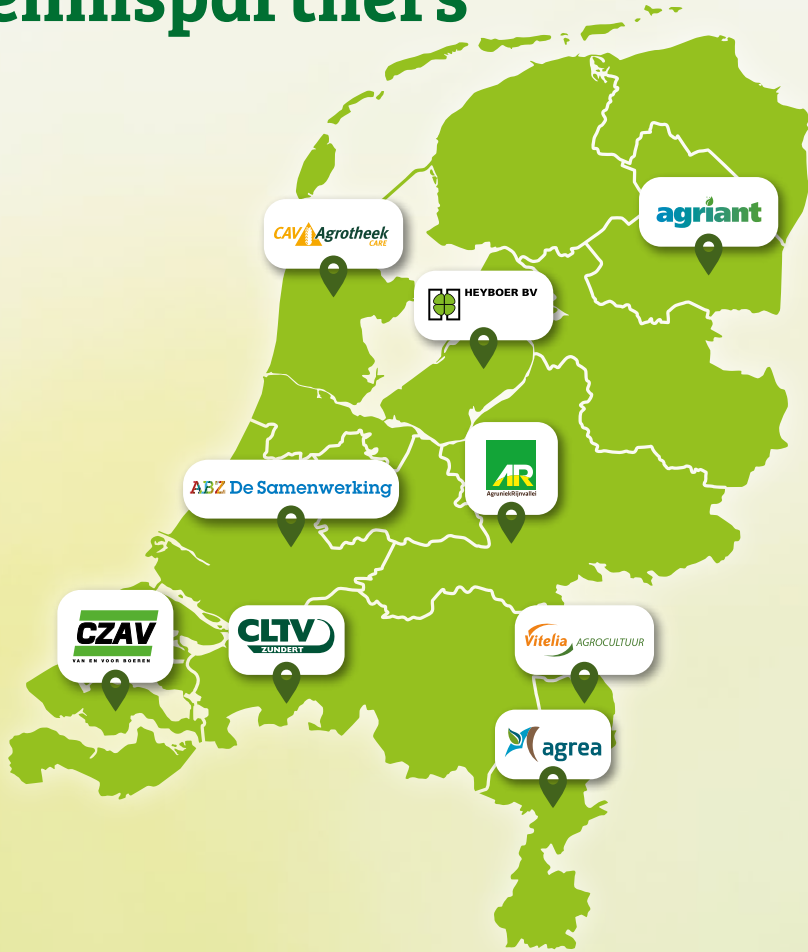 ennispartners
agriant
CAV Agrotheek
CARE
HEYBOER BV
AR
AgruniekRijnvallei
ABZ De Samenwerking
CZAV
VAN EN VOOR BOEREN
CLTV
ZUNDERT
Vitelia AGROCULTUUR
agrea